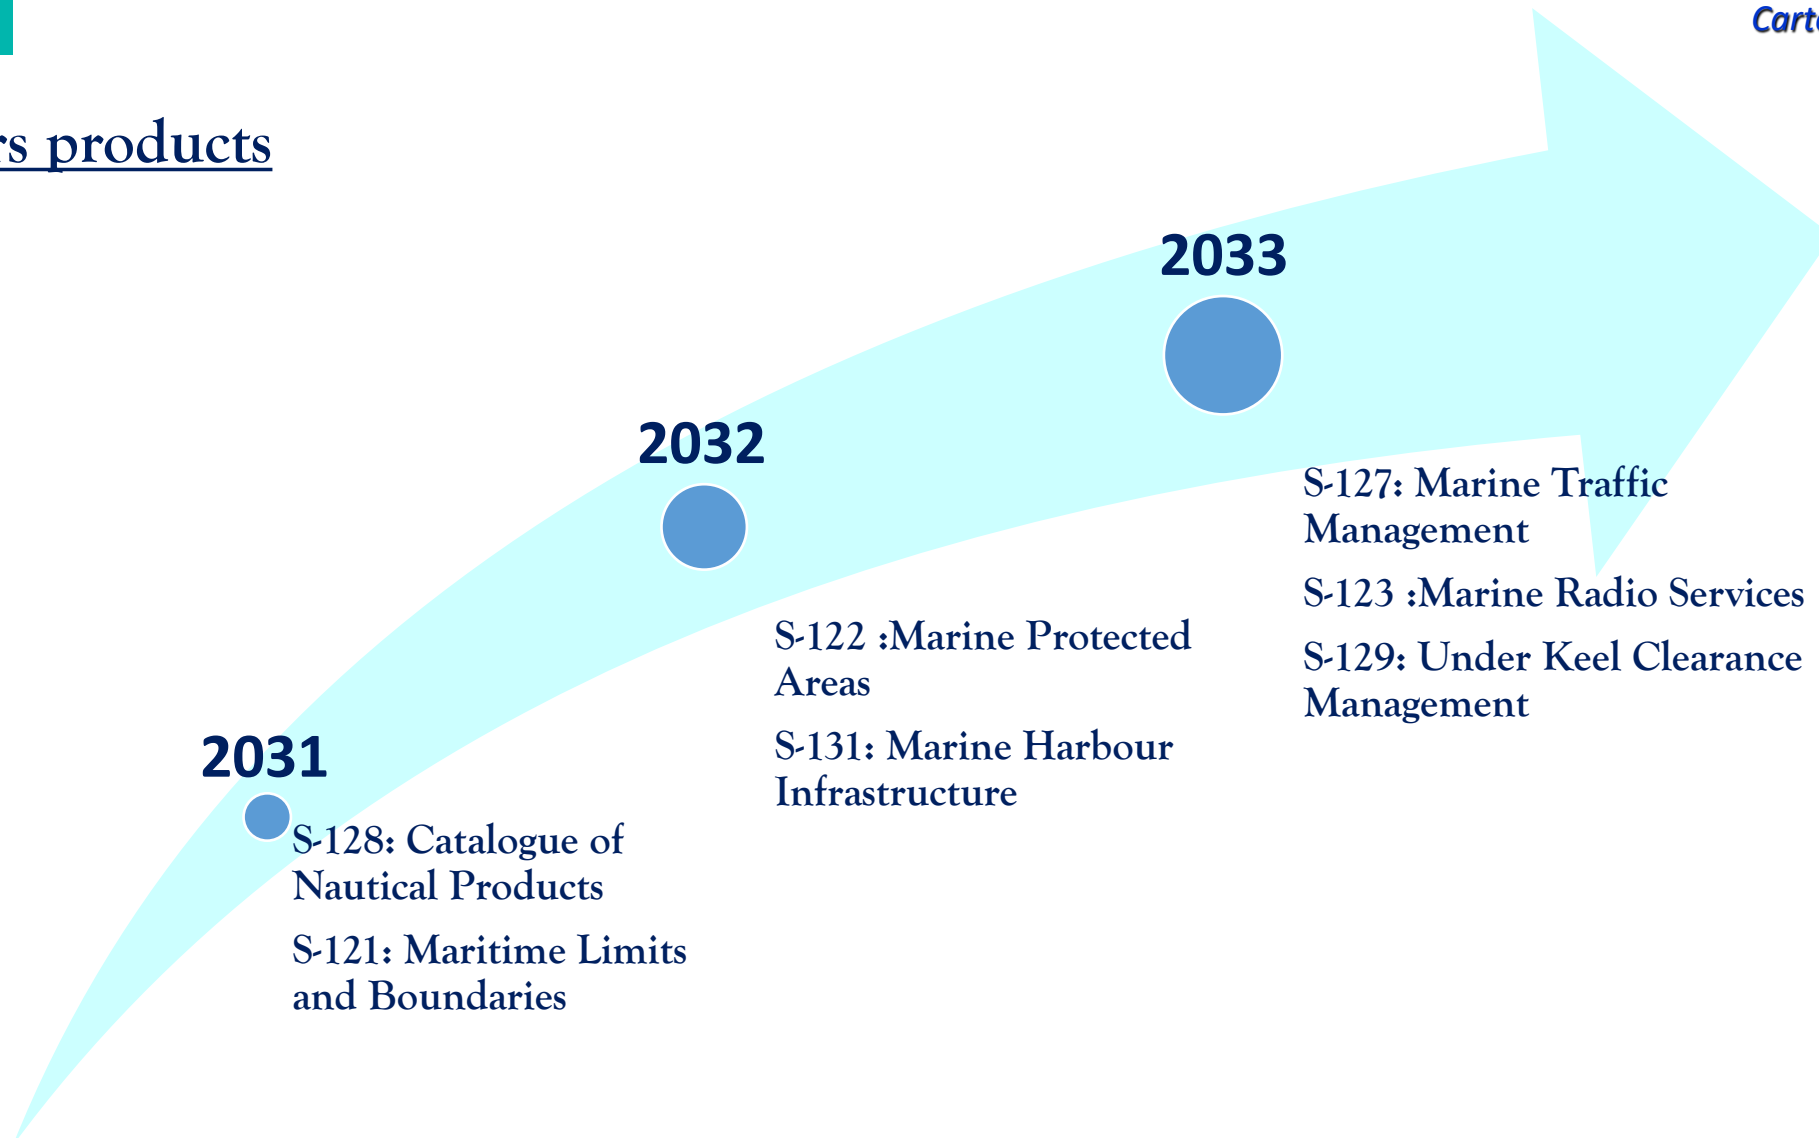 rs products
2031
S-128: Catalogue of
Nautical Products
S-121: Maritime Limits
and Boundaries
2032
S-122 :Marine Protected
Areas
S-131: Marine Harbour
Infrastructure
2033
S-127: Marine Traffic
Management
S-123 :Marine Radio Services
S-129: Under Keel Clearance
Management